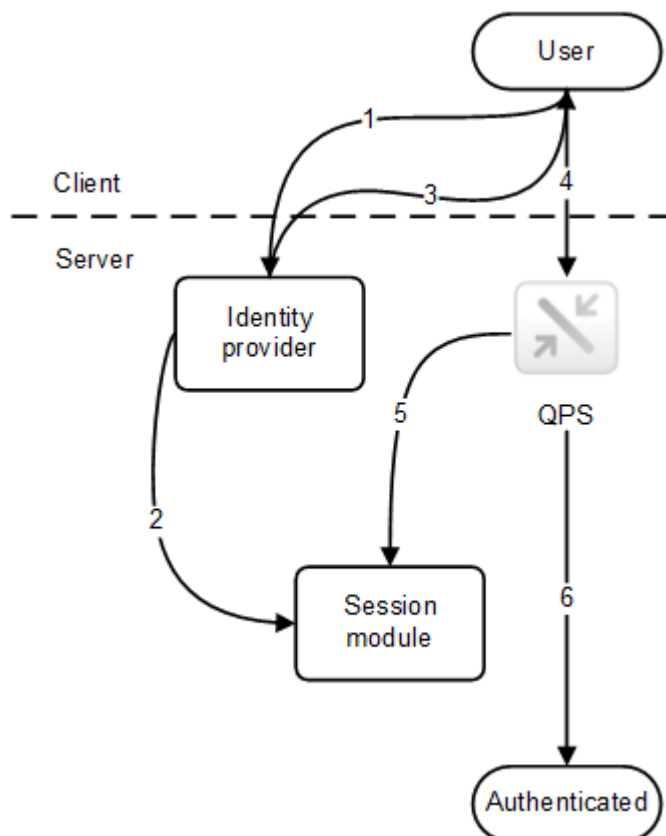 User
1
3
4
Client
Server
Identity
provider
5
QPS
2
Session
module
6
Authenticated